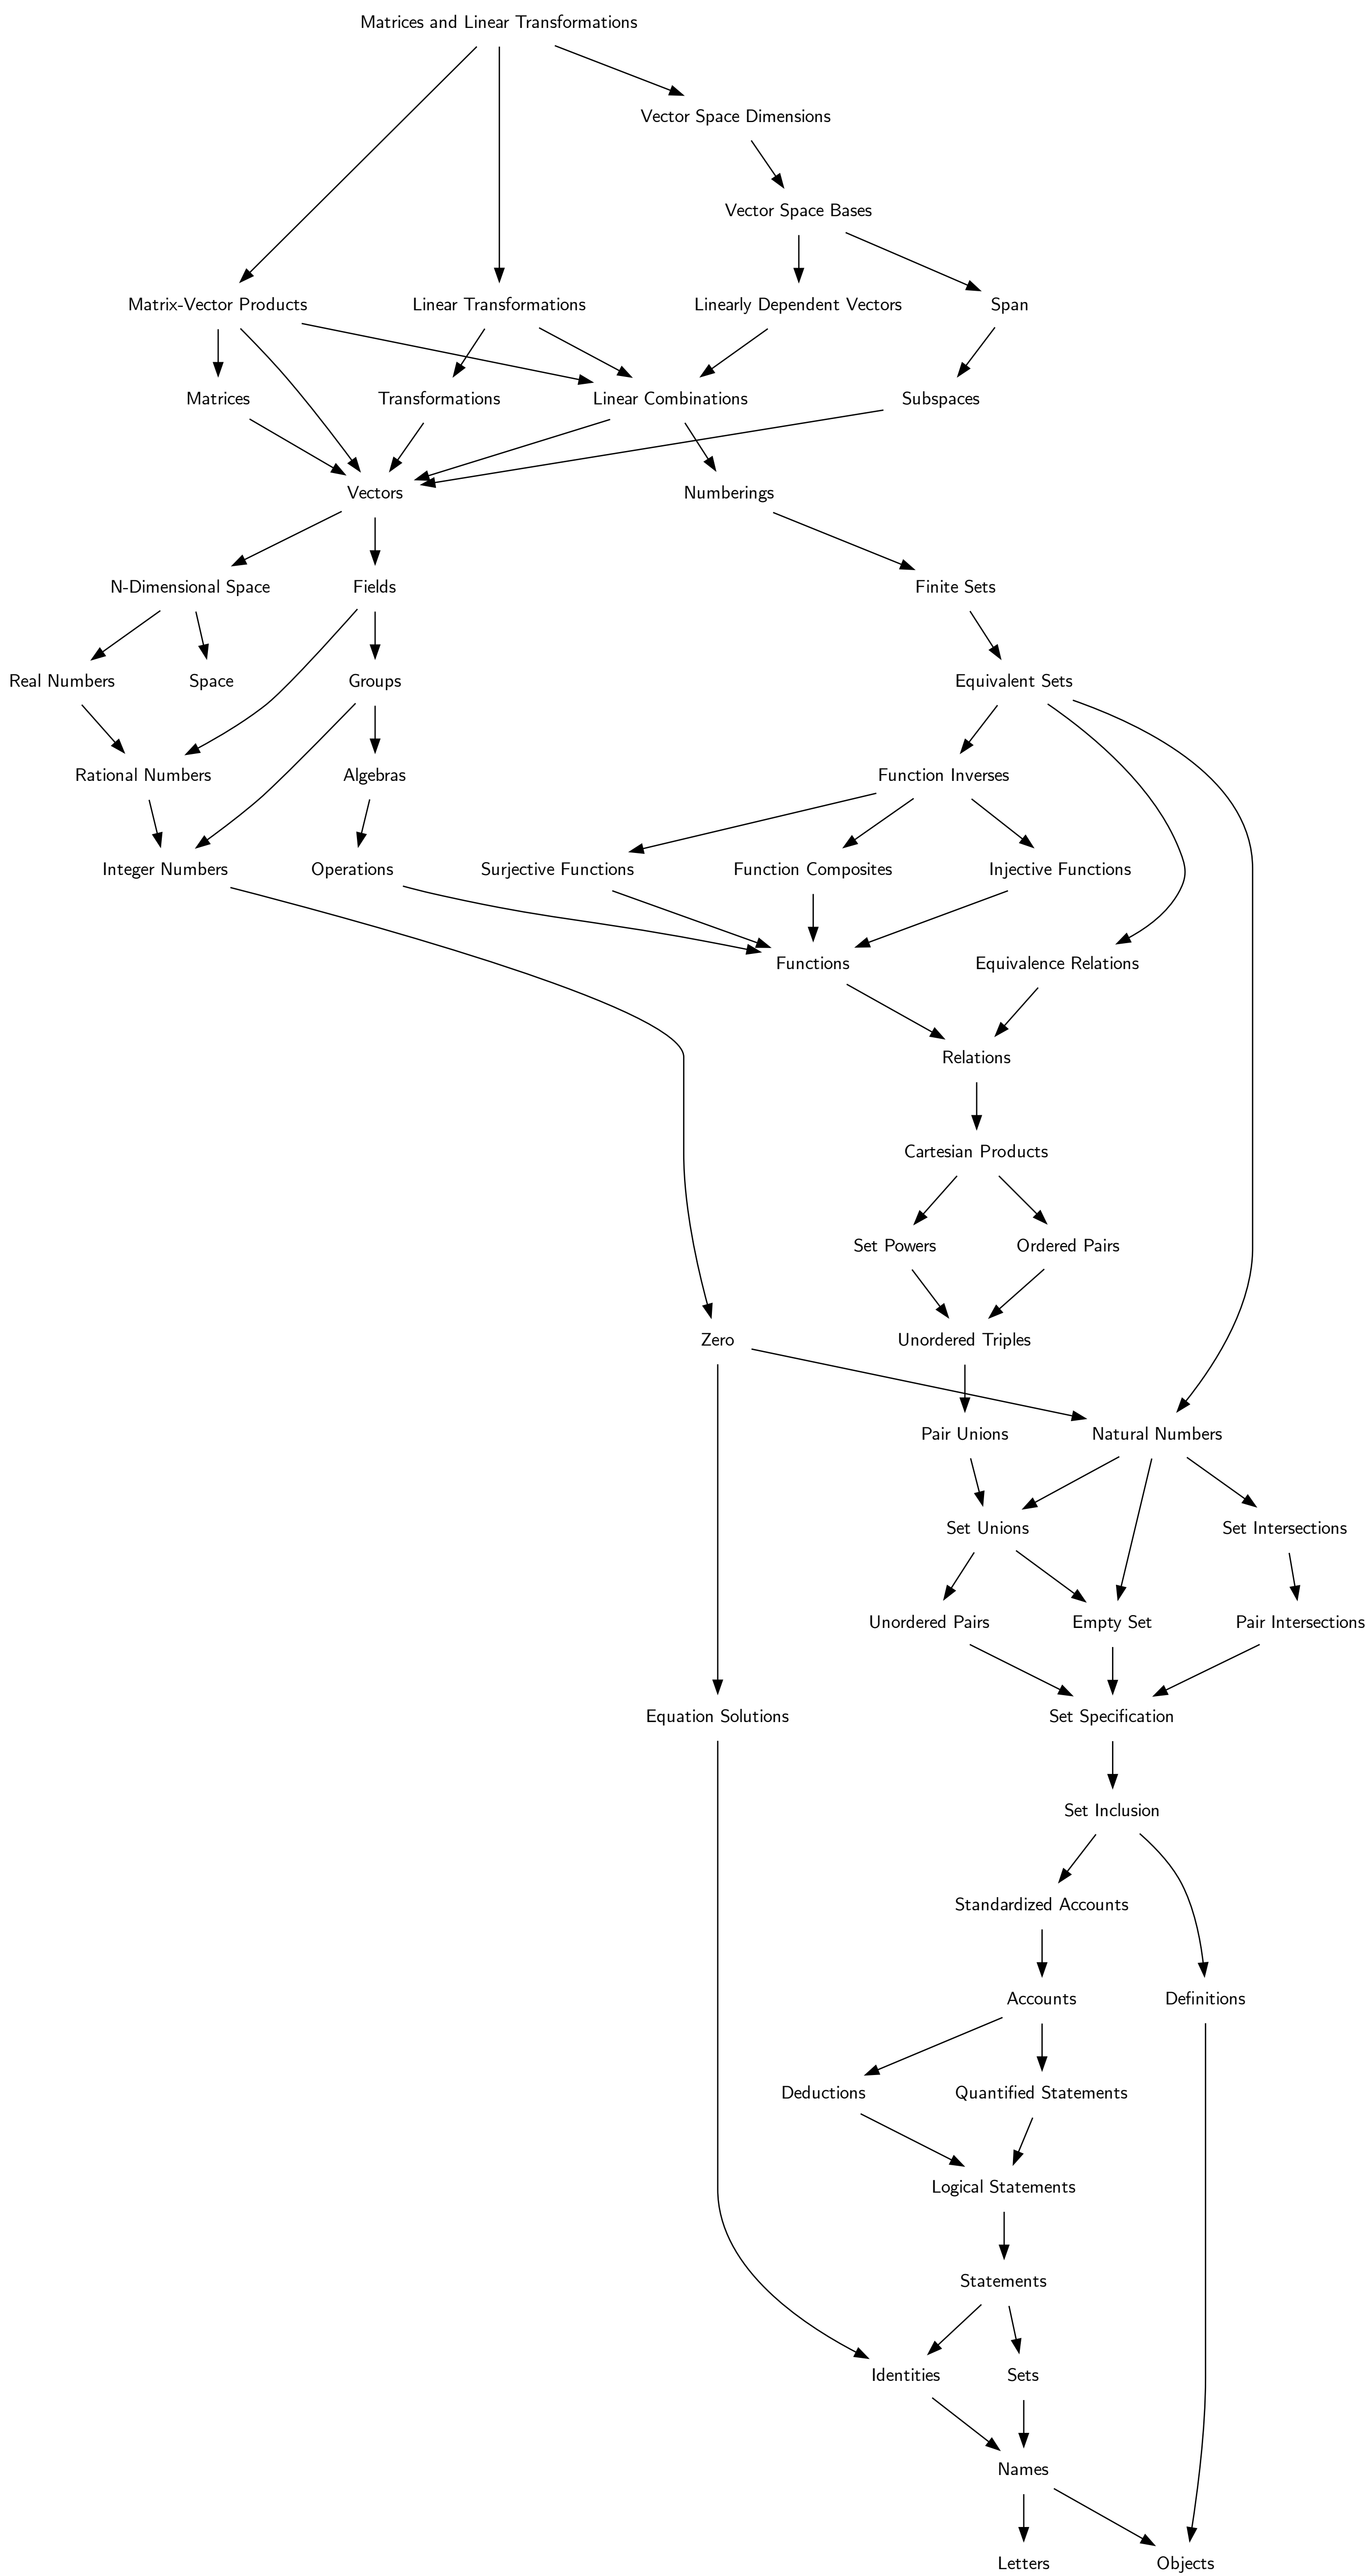 Matrices and Linear Transformations
Vector Space Dimensions
Vector Space Bases
Matrix-Vector Products
Linear Transformations
Linearly Dependent Vectors
Span
Matrices
Transformations
Linear Combinations
Subspaces
Vectors
Numberings
N-Dimensional Space
Fields
Finite Sets
Real Numbers
Space
Groups
Equivalent Sets
Rational Numbers
Algebras
Function Inverses
Integer Numbers
Operations
Surjective Functions
Function Composites
Injective Functions
Functions
Equivalence Relations
Relations
Cartesian Products
Set Powers
Ordered Pairs
Zero
Unordered Triples
Pair Unions
Natural Numbers
Set Unions
Set Intersections
Unordered Pairs
Empty Set
Pair Intersections
Equation Solutions
Set Specification
Set Inclusion
Standardized Accounts
Accounts
Definitions
Deductions
Quantified Statements
Logical Statements
Statements
Identities
Sets
Names
Letters
Objects